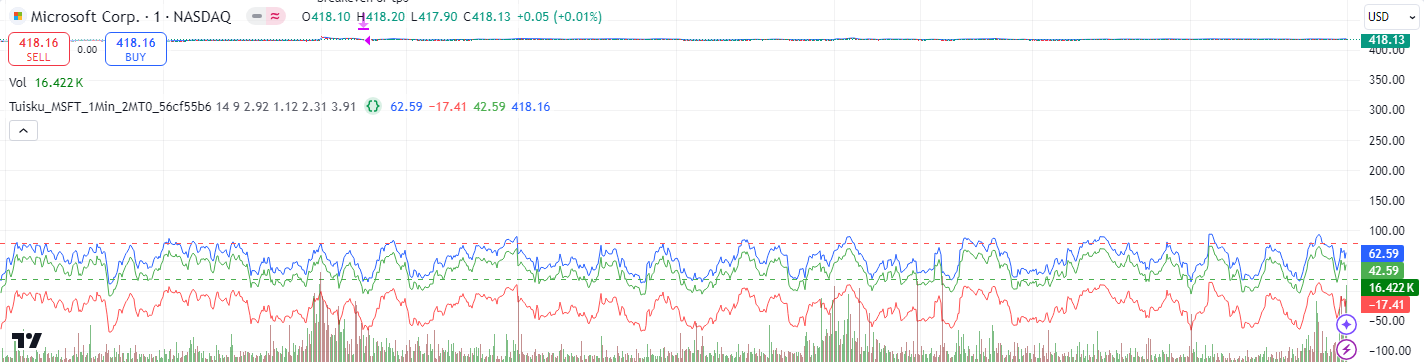 breakeven or tps
Microsoft Corp. · 1 · NASDAQ O418.10 H418.20 L417.90 C418.13 +0.05 (+0.01%)
USD
418.16
SELL
0.00
418.16
BUY
418.13
400.00
Vol 16.422 K
350.00
Tuisku_MSFT_1Min_2MT0_56cf55b6 14 9 2.92 1.12 2.31 3.91 {} 62.59 −17.41 42.59 418.16
300.00
250.00
200.00
150.00
100.00
62.59
42.59
16.422 K
−17.41
−50.00
−100.00